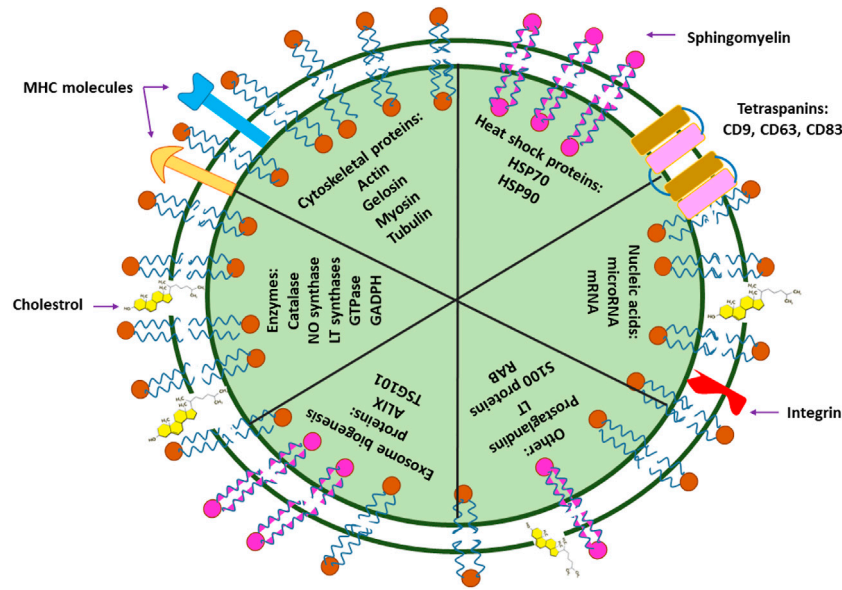 Sphingomyelin
MHC molecules
Tetraspanins:
CD9, CD63, CD83
Cytoskeletal proteins:
Actin
Gelosin
Myosin
Tubulin
Heat shock proteins:
HSP70
HSP90
Nucleic acids:
microRNA
mRNA
Enzymes:
Catalase
NO synthase
LT synthases
GTPase
GADPH
Cholestrol
Integrin
Exosome biogenesis
proteins:
ALIX
TSG101
Other:
Prostaglandins
LT
RAB
S100 proteins